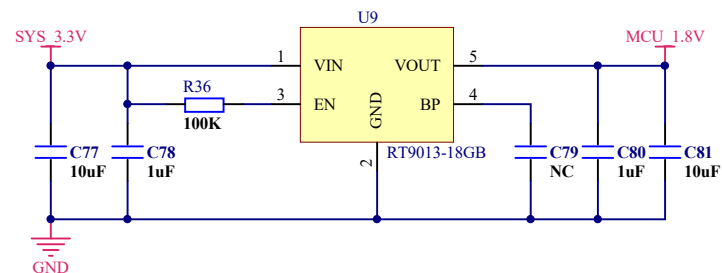 U9
SYS_3.3V
MCU_1.8V
1
VIN
VOUT
5
R36
3
EN
BP
4
100K
GND
2
RT9013-18GB
C77
10uF
C78
1uF
C79
NC
C80
1uF
C81
10uF
GND